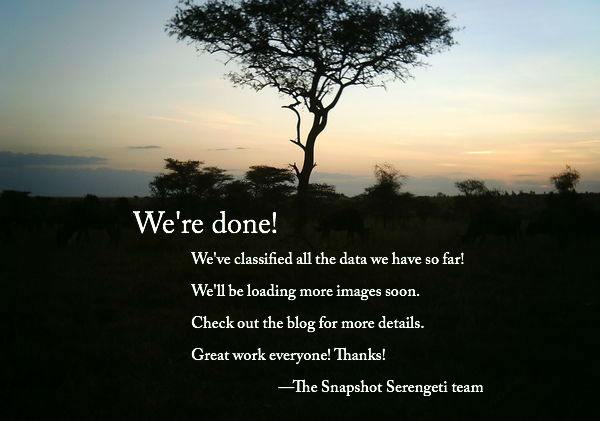 We're done!
We've classified all the data we have so far!
We'll be loading more images soon.
Check out the blog for more details.
Great work everyone! Thanks!
—The Snapshot Serengeti team